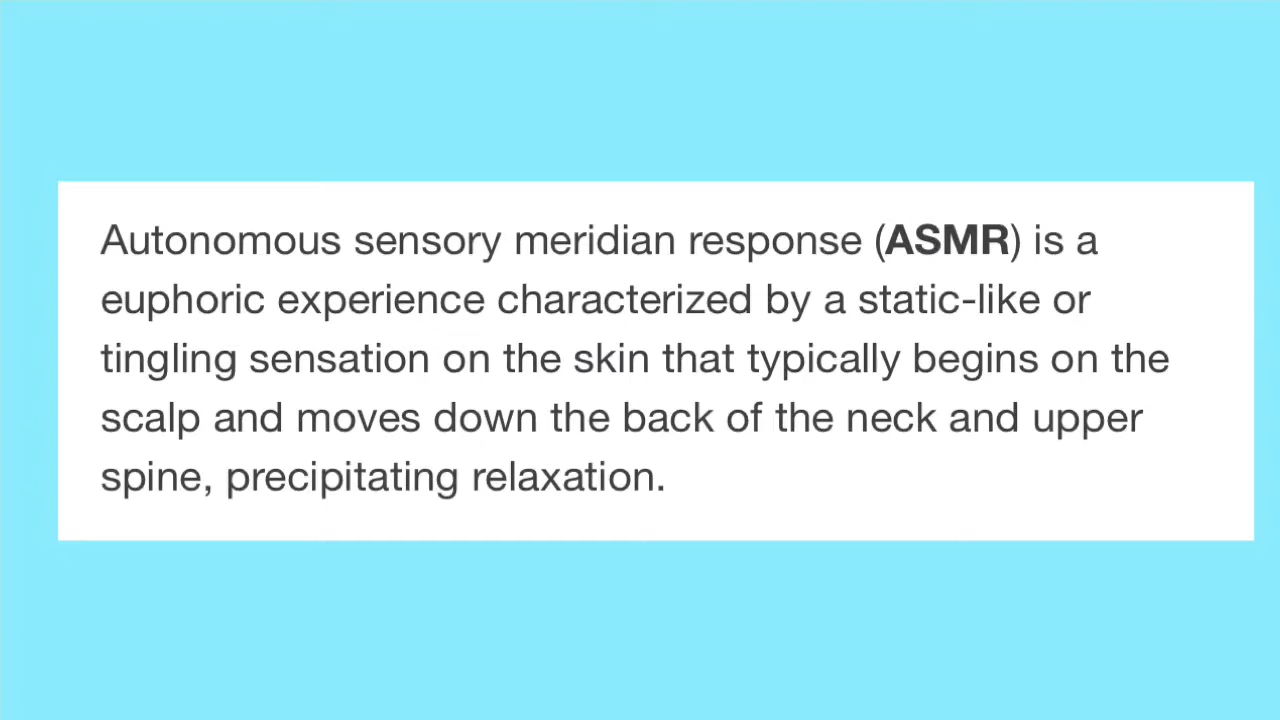 Autonomous sensory meridian response (ASMR) is a
euphoric experience characterized by a static-like or
tingling sensation on the skin that typically begins on the
scalp and moves down the back of the neck and upper
spine, precipitating relaxation.